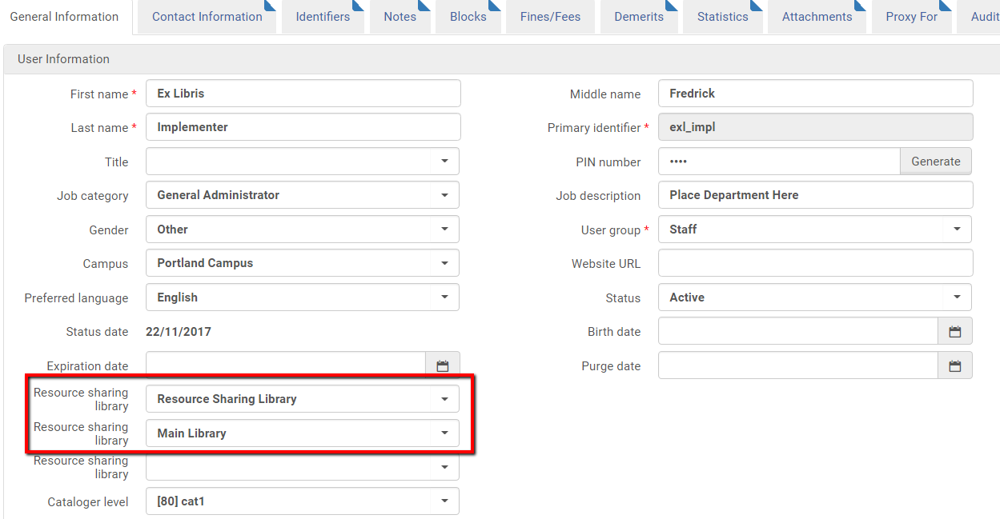 General Information Contact Information Identifiers Notes Blocks Fines/Fees Demerits Statistics Attachments Proxy For Audit
User Information
First name * Ex Libris Middle name Fredrick
Last name * Implementer Primary identifier * exl_impl
Title PIN number •••• Generate
Job category General Administrator Job description Place Department Here
Gender Other User group * Staff
Campus Portland Campus Website URL
Preferred language English Status Active
Status date 22/11/2017 Birth date
Expiration date Purge date
Resource sharing
library Resource Sharing Library
Resource sharing
library Main Library
Resource sharing
library
Cataloger level [80] cat1